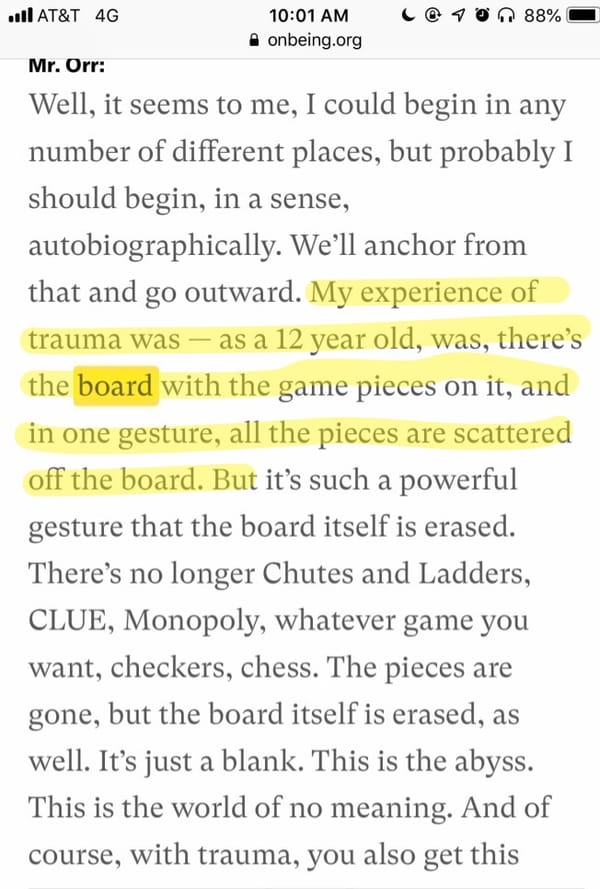 AT&T 4G 10:01 AM 88%
onbeing.org
Mr. Orr:
Well, it seems to me, I could begin in any
number of different places, but probably I
should begin, in a sense,
autobiographically. We’ll anchor from
that and go outward. My experience of
trauma was — as a 12 year old, was, there’s
the board with the game pieces on it, and
in one gesture, all the pieces are scattered
off the board. But it’s such a powerful
gesture that the board itself is erased.
There’s no longer Chutes and Ladders,
CLUE, Monopoly, whatever game you
want, checkers, chess. The pieces are
gone, but the board itself is erased, as
well. It’s just a blank. This is the abyss.
This is the world of no meaning. And of
course, with trauma, you also get this